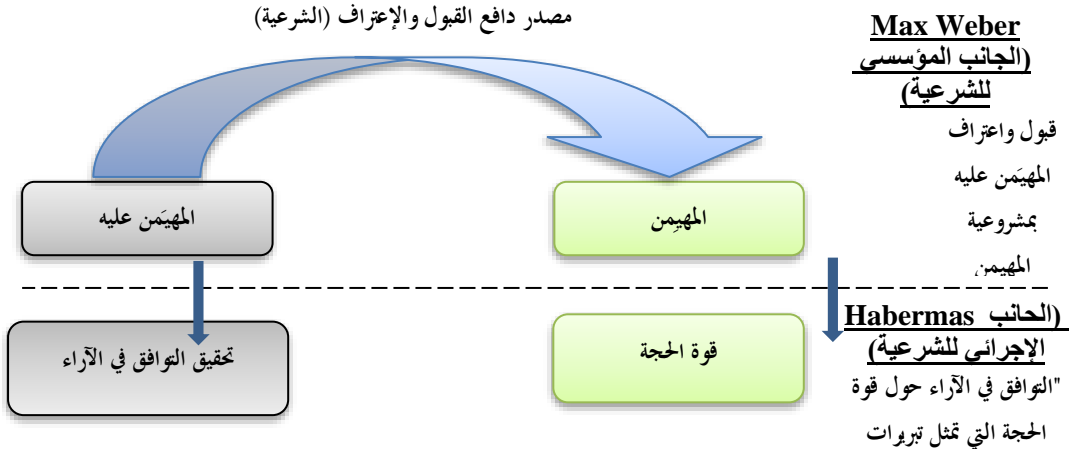 مصدر دافع القبول والإعتراف (الشرعية)
Max Weber
(الجانب المؤسسي
للشرعية)
قبول واعتراف
المهيَمن عليه
بمشروعية
المهيمن
المهيمِن
المهيَمن عليه
Habermas (الجانب
الإجرائي للشرعية)
"التوافق في الآراء حول قوة
الحجة التي تمثل تبريرات
قوة الحجة
تحقيق التوافق في الآراء